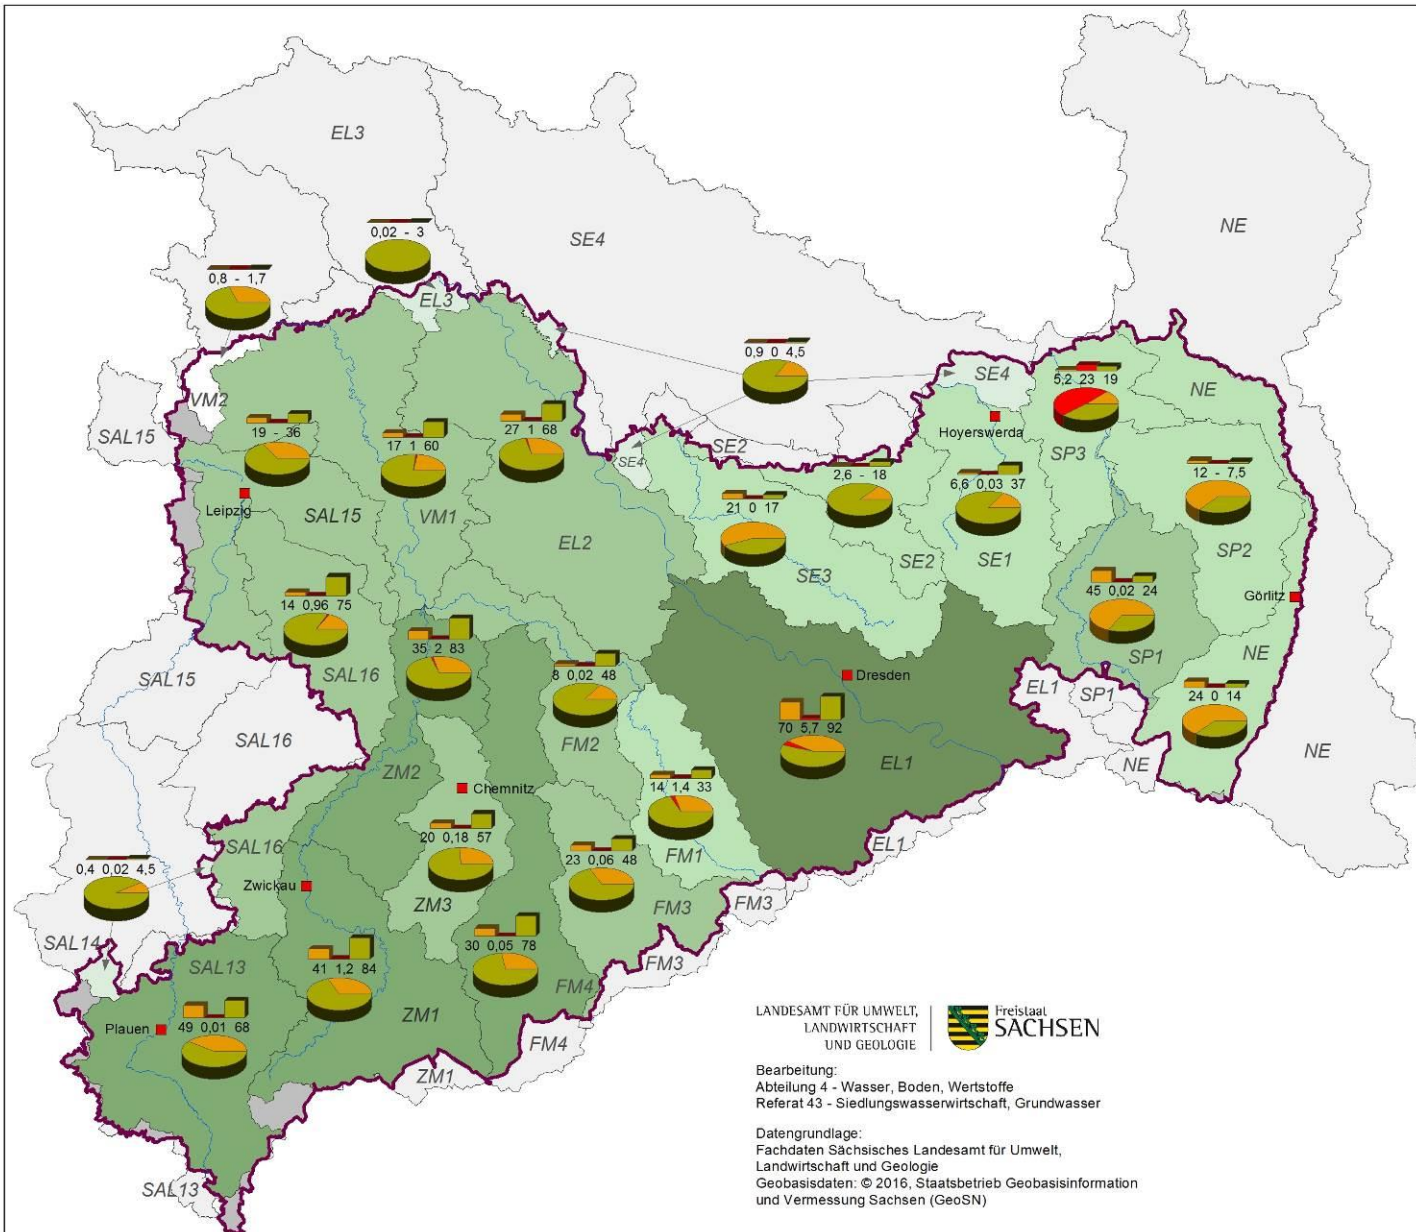 EL3
NE
SE4
0,02 - 3
0,8 - 1,7
EL3
0,9 0 4,5
SE4
5,2 23 19
NE
VM2
SAL15
19 - 36
17 1 60
27 1 68
Hoyerswerda
SE2
SE4
SP3
2,6 - 18
6,6 0,03 37
12 - 7,5
21 0 17
Leipzig
SAL15
VM1
EL2
SE3
SE2
SE1
SP2
14 0,96 75
45 0,02 24
Görlitz
35 2 83
SP1
NE
SAL15
SAL16
8 0,02 48
Dresden
EL1
SP1
24 0 14
SAL16
FM2
70 5,7 92
EL1
NE
NE
ZM2
Chemnitz
14 1,4 33
20 0,18 57
SAL16
23 0,06 48
FM1
EL1
0,4 0,02 4,5
Zwickau
ZM3
FM3
FM3
30 0,05 78
SAL14
SAL13
41 1,2 84
FM4
FM3
49 0,01 68
Plauen
ZM1
FM4
ZM1
SAL13
LANDESAMT FÜR UMWELT,
LANDWIRTSCHAFT
UND GEOLOGIE
Freistaat
SACHSEN
Bearbeitung:
Abteilung 4 - Wasser, Boden, Wertstoffe
Referat 43 - Siedlungswasserwirtschaft, Grundwasser
Datengrundlage:
Fachdaten Sächsisches Landesamt für Umwelt,
Landwirtschaft und Geologie
Geobasisdaten: © 2016, Staatsbetrieb Geobasisinformation
und Vermessung Sachsen (GeoSN)